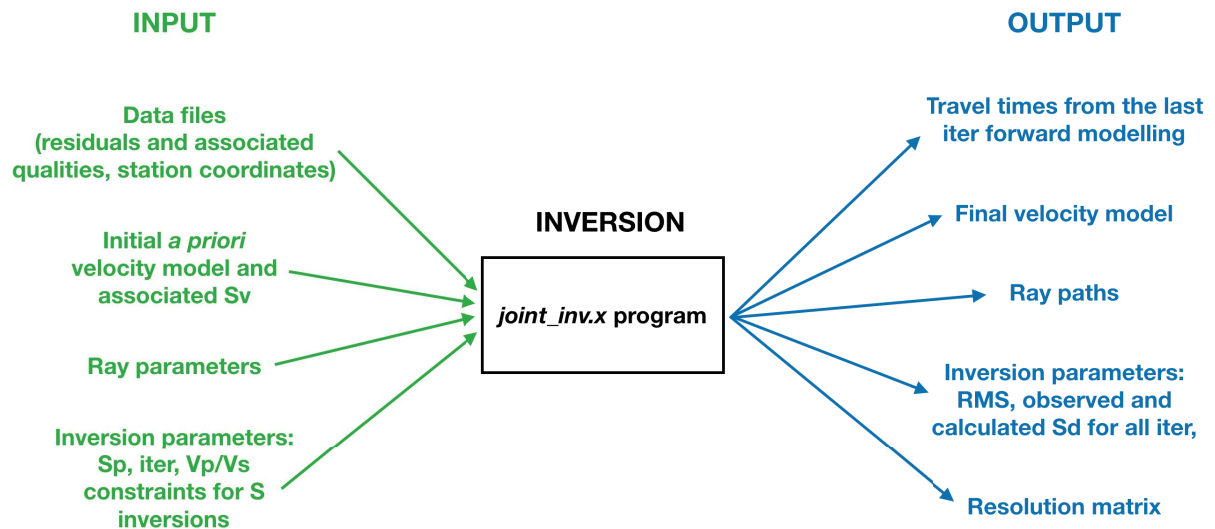 INPUT
Data files
(residuals and associated
qualities, station coordinates)
Initial a priori
velocity model and
associated Sv
Ray parameters
Inversion parameters:
Sp, iter, Vp/Vs
constraints for S
inversions
INVERSION
joint_inv.x program
OUTPUT
Travel times from the last
iter forward modelling
Final velocity model
Ray paths
Inversion parameters:
RMS, observed and
calculated Sd for all iter,
Resolution matrix